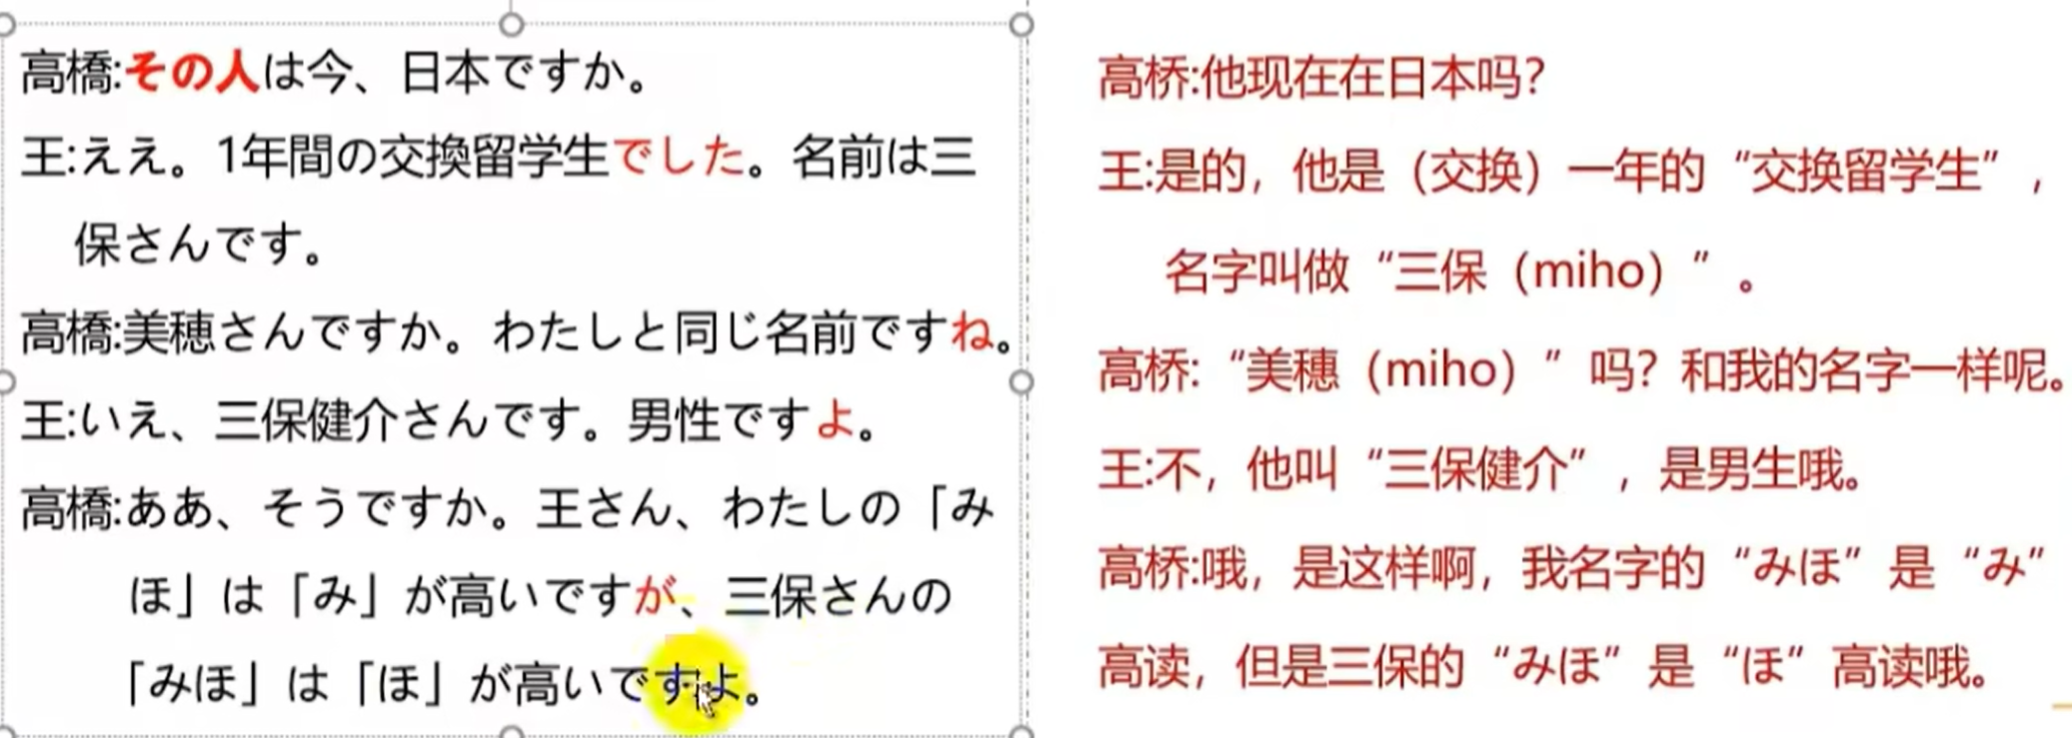 高橋:その人は今、日本ですか。
王:ええ。1年間の交換留学生でした。名前は三
保さんです。
高橋:美穂さんですか。わたしと同じ名前ですね。
王:いえ、三保健介さんです。男性ですよ。
高橋:ああ、そうですか。王さん、わたしの「み
ほ」は「み」が高いですが、三保さんの
「みほ」は「ほ」が高いですよ。
高桥:他现在在日本吗?
王:是的，他是（交换）一年的“交换留学生”，
名字叫做“三保（miho）”。
高桥:“美穗（miho）”吗？和我的名字一样呢。
王:不，他叫“三保健介”，是男生哦。
高桥:哦，是这样啊，我名字的“みほ”是“み”
高读，但是三保的“みほ”是“ほ”高读哦。